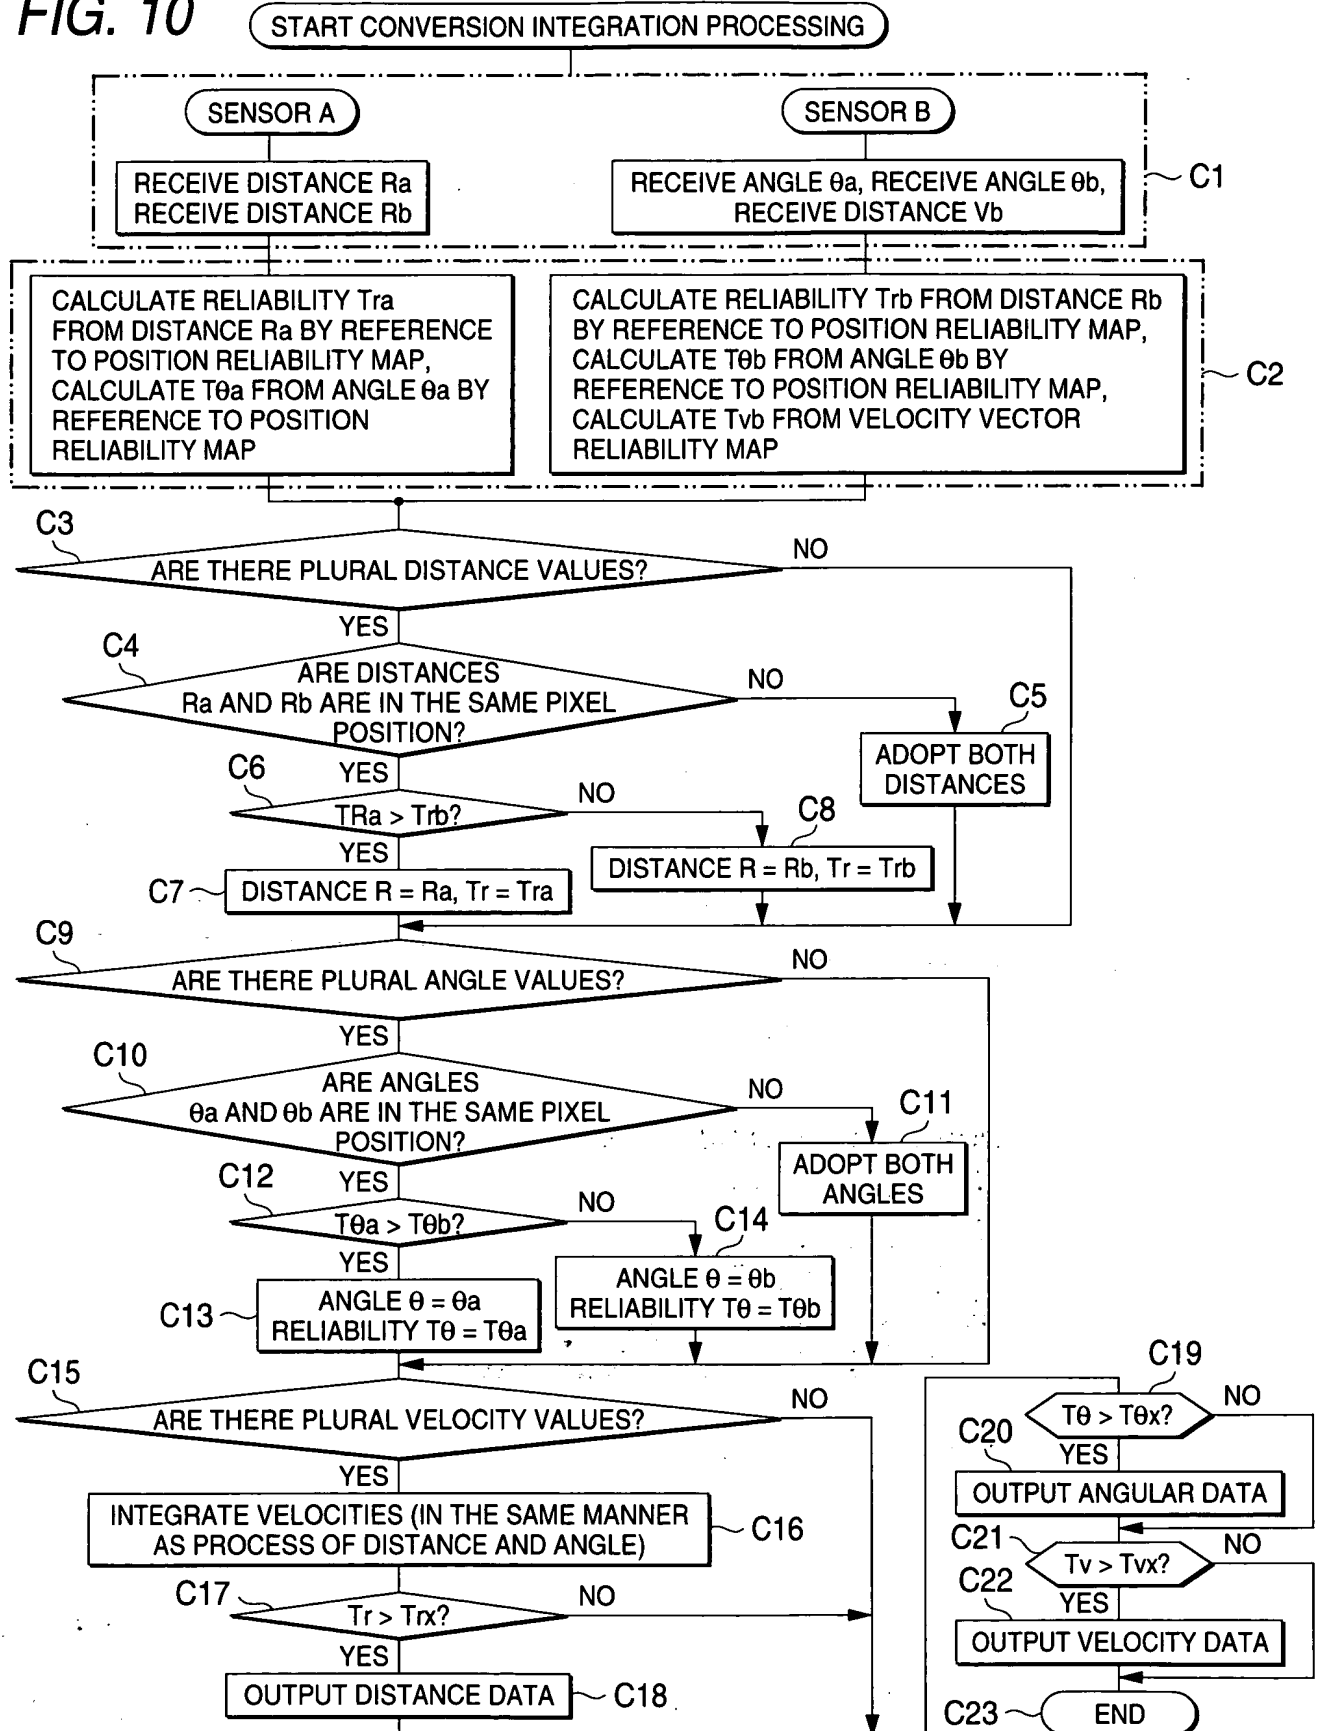 FIG. 10
START CONVERSION INTEGRATION PROCESSING
SENSOR A
SENSOR B
RECEIVE DISTANCE Ra
RECEIVE DISTANCE Rb
RECEIVE ANGLE θa, RECEIVE ANGLE θb,
RECEIVE DISTANCE Vb
C1
CALCULATE RELIABILITY Tra
FROM DISTANCE Ra BY REFERENCE
TO POSITION RELIABILITY MAP,
CALCULATE Tθa FROM ANGLE θa BY
REFERENCE TO POSITION
RELIABILITY MAP
CALCULATE RELIABILITY Trb FROM DISTANCE Rb
BY REFERENCE TO POSITION RELIABILITY MAP,
CALCULATE Tθb FROM ANGLE θb BY
REFERENCE TO POSITION RELIABILITY MAP,
CALCULATE Tvb FROM VELOCITY VECTOR
RELIABILITY MAP
C2
C3
ARE THERE PLURAL DISTANCE VALUES?
NO
YES
C4
ARE DISTANCES
Ra AND Rb ARE IN THE SAME PIXEL
POSITION?
NO
YES
C5
ADOPT BOTH
DISTANCES
C6
TRa > Trb?
NO
YES
C8
DISTANCE R = Rb, Tr = Trb
C7
DISTANCE R = Ra, Tr = Tra
C9
ARE THERE PLURAL ANGLE VALUES?
NO
YES
C10
ARE ANGLES
θa AND θb ARE IN THE SAME PIXEL
POSITION?
NO
YES
C11
ADOPT BOTH
ANGLES
C12
Tθa > Tθb?
NO
YES
C14
ANGLE θ = θb
RELIABILITY Tθ = Tθb
C13
ANGLE θ = θa
RELIABILITY Tθ = Tθa
C15
ARE THERE PLURAL VELOCITY VALUES?
NO
YES
INTEGRATE VELOCITIES (IN THE SAME MANNER
AS PROCESS OF DISTANCE AND ANGLE)
C16
C17
Tr > Trx?
NO
YES
OUTPUT DISTANCE DATA
C18
C19
Tθ > Tθx?
NO
YES
C20
OUTPUT ANGULAR DATA
C21
Tv > Tvx?
NO
YES
C22
OUTPUT VELOCITY DATA
C23
END